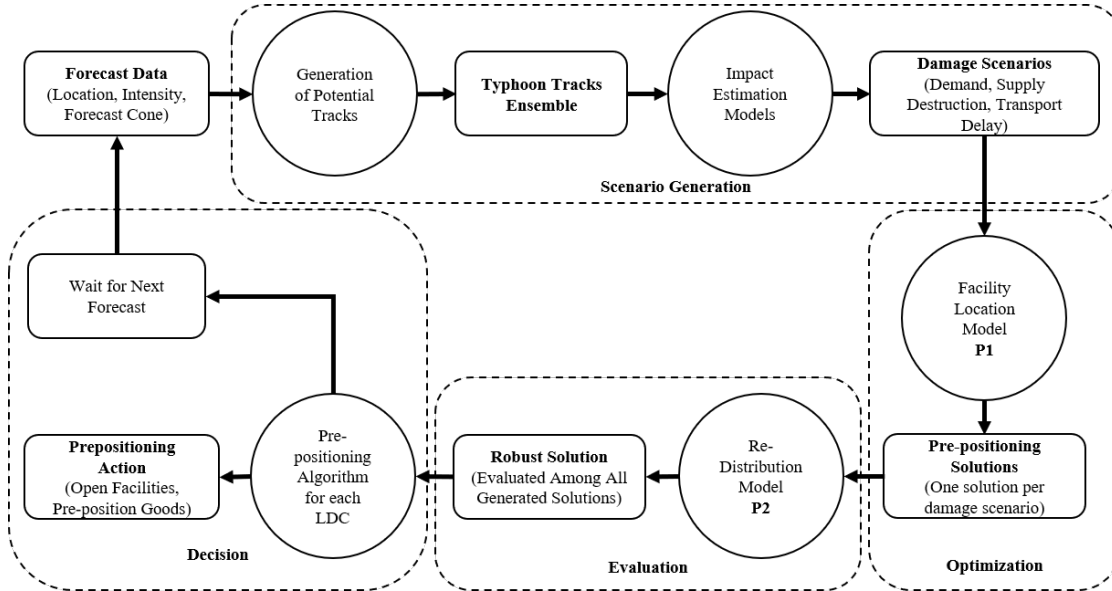 Forecast Data
(Location, Intensity,
Forecast Cone)
Generation
of Potential
Tracks
Typhoon Tracks
Ensemble
Impact
Estimation
Models
Damage Scenarios
(Demand, Supply
Destruction, Transport
Delay)
Scenario Generation
Facility
Location
Model
P1
Pre-positioning
Solutions
(One solution per
damage scenario)
Optimization
Re-
Distribution
Model
P2
Robust Solution
(Evaluated Among All
Generated Solutions)
Evaluation
Pre-
positioning
Algorithm
for each
LDC
Wait for Next
Forecast
Prepositioning
Action
(Open Facilities,
Pre-position Goods)
Decision